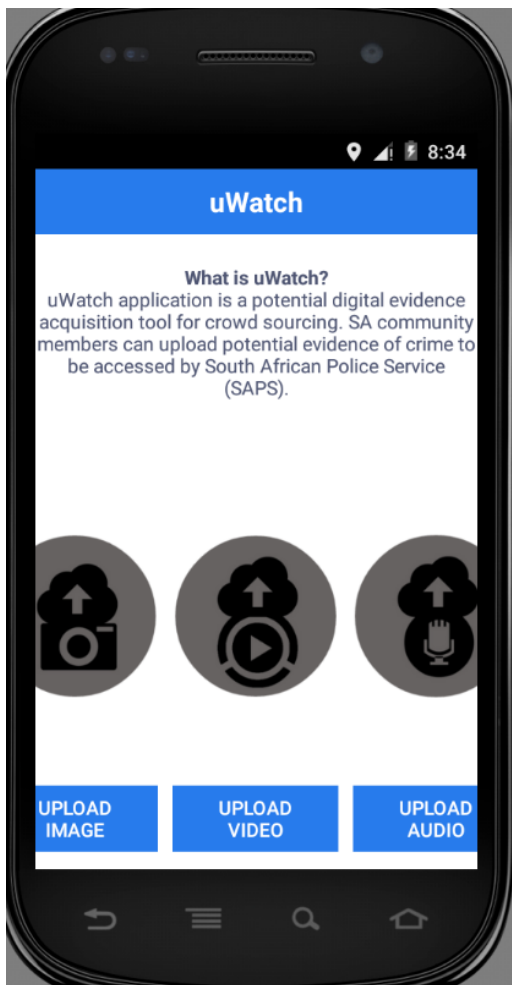 8:34
uWatch
What is uWatch?
uWatch application is a potential digital evidence
acquisition tool for crowd sourcing. SA community
members can upload potential evidence of crime to
be accessed by South African Police Service
(SAPS).
UPLOAD
IMAGE
UPLOAD
VIDEO
UPLOAD
AUDIO